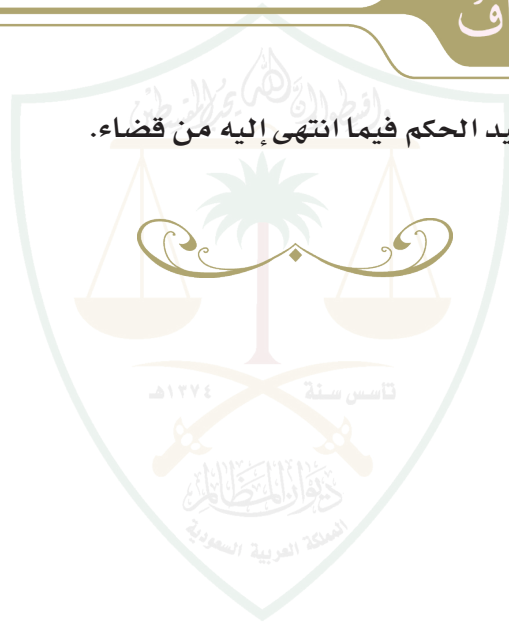 يد الحكم فيما انتهى إليه من قضاء.
تأسس سنة ١٣٧٤هـ
ديوان المظالم
المملكة العربية السعودية